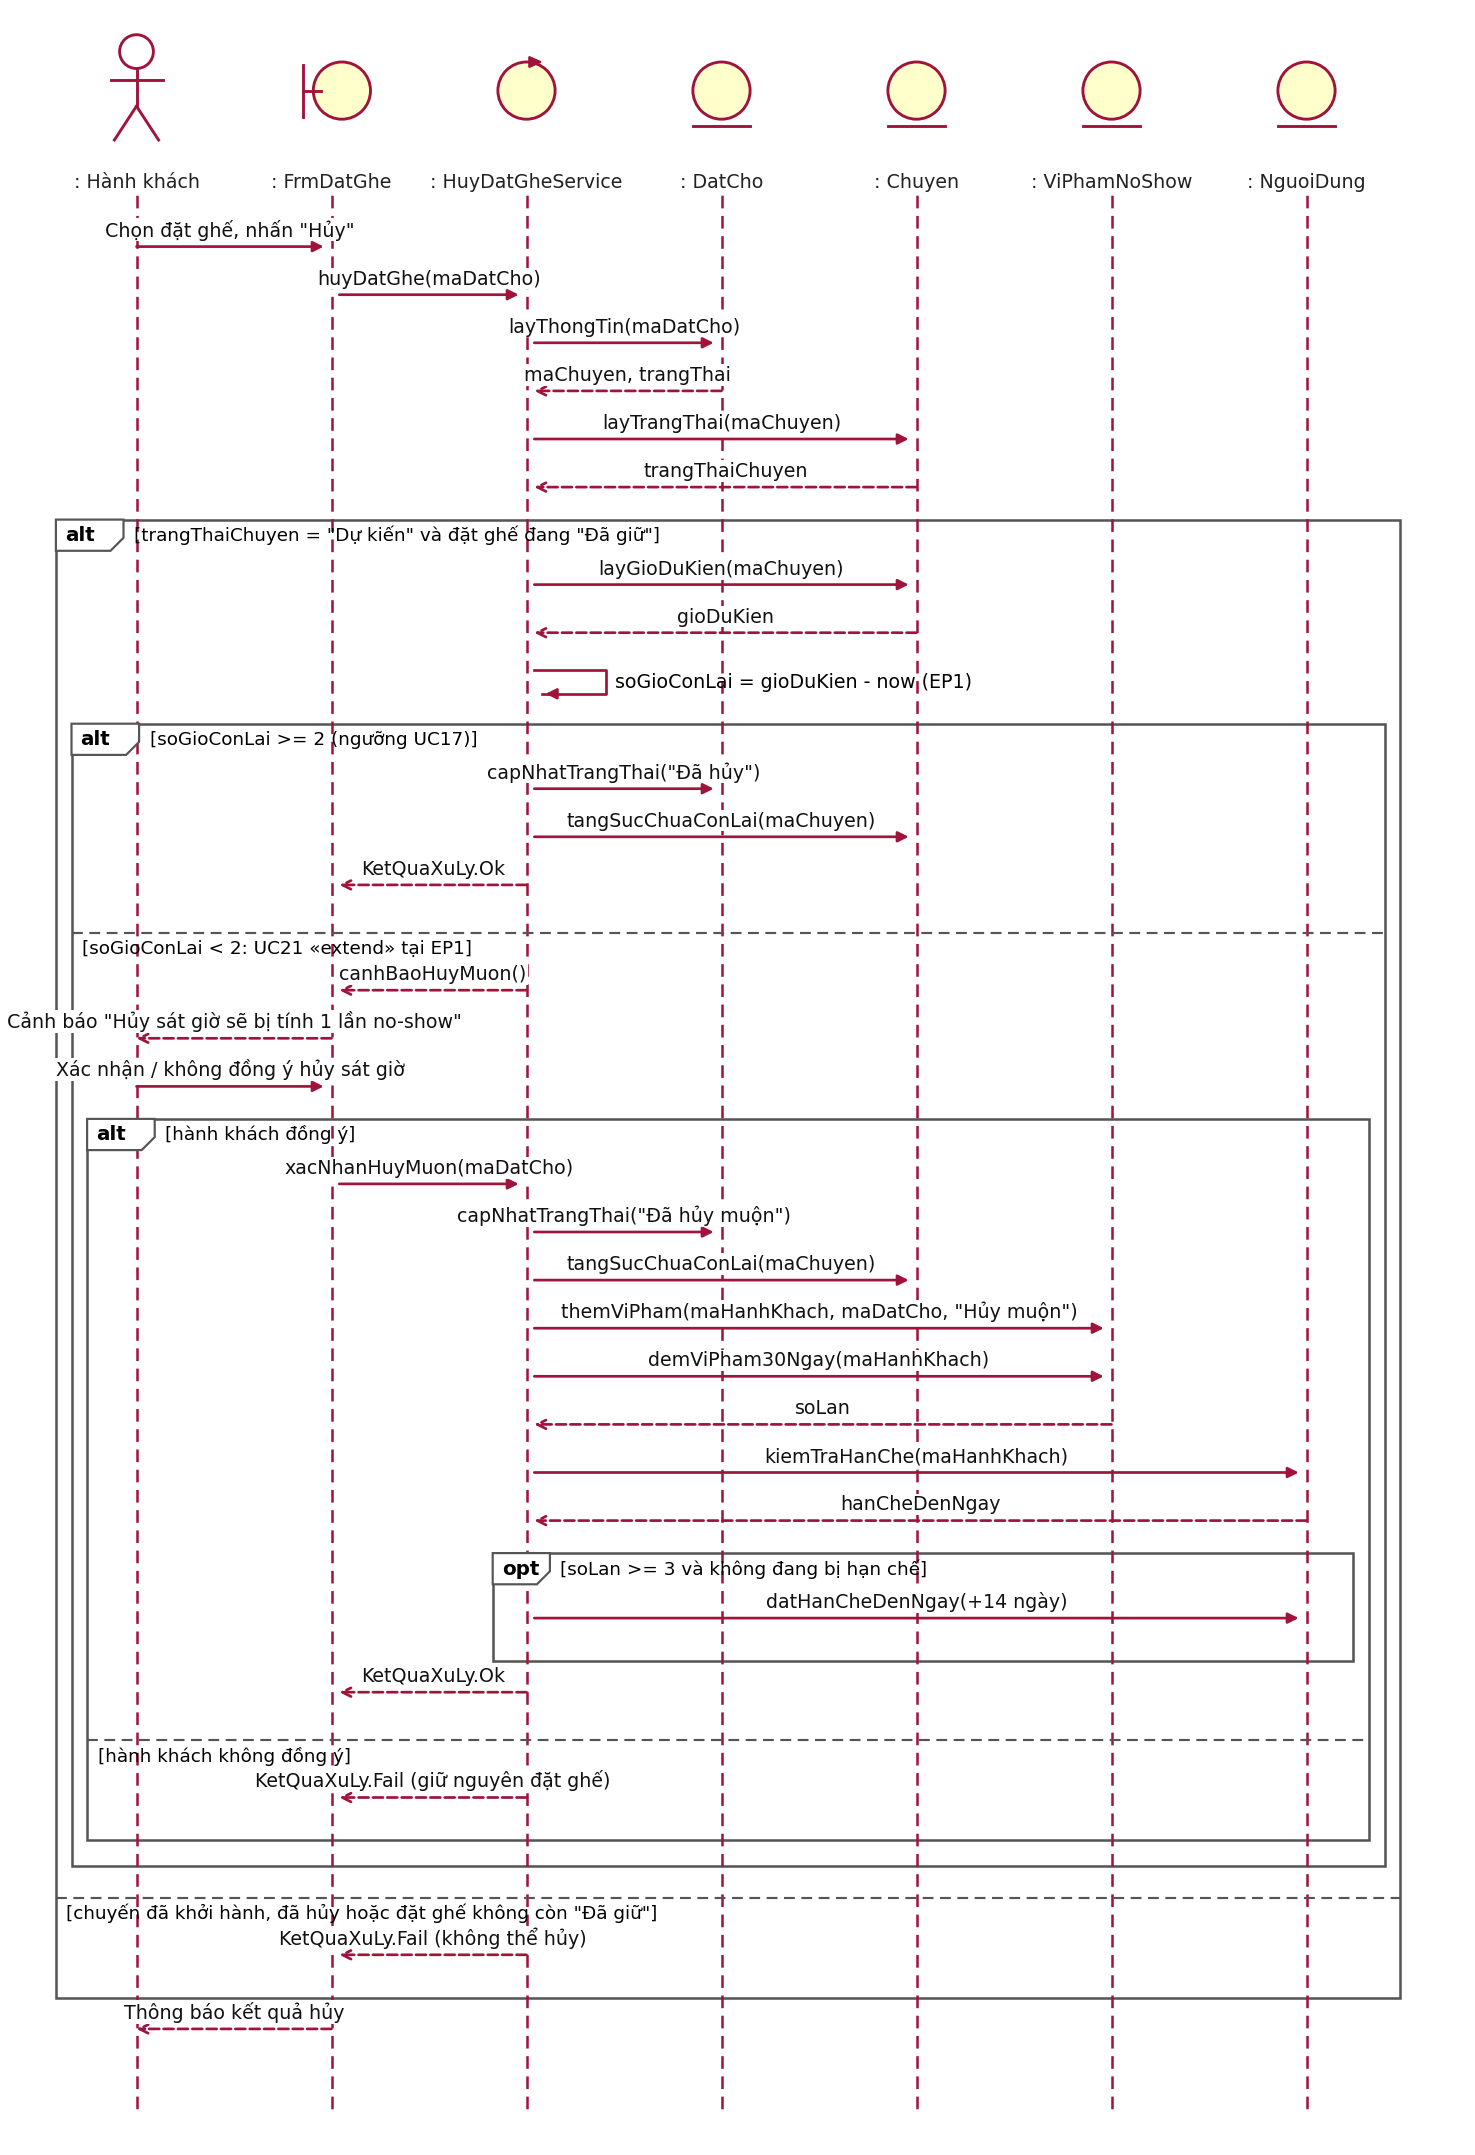 : Hành khách
: FrmDatGhe
: HuyDatGheService
: DatCho
: Chuyen
: ViPhamNoShow
: NguoiDung
Chọn đặt ghế, nhấn "Hủy"
huyDatGhe(maDatCho)
layThongTin(maDatCho)
maChuyen, trangThai
layTrangThai(maChuyen)
trangThaiChuyen
alt [trangThaiChuyen = "Dự kiến" và đặt ghế đang "Đã giữ"]
layGioDuKien(maChuyen)
gioDuKien
soGioConLai = gioDuKien - now (EP1)
alt [soGioConLai >= 2 (ngưỡng UC17)]
capNhatTrangThai("Đã hủy")
tangSucChuaConLai(maChuyen)
KetQuaXuLy.Ok
[soGioConLai < 2: UC21 «extend» tại EP1]
canhBaoHuyMuon()
Cảnh báo "Hủy sát giờ sẽ bị tính 1 lần no-show"
Xác nhận / không đồng ý hủy sát giờ
alt [hành khách đồng ý]
xacNhanHuyMuon(maDatCho)
capNhatTrangThai("Đã hủy muộn")
tangSucChuaConLai(maChuyen)
themViPham(maHanhKhach, maDatCho, "Hủy muộn")
demViPham30Ngay(maHanhKhach)
soLan
kiemTraHanChe(maHanhKhach)
hanCheDenNgay
opt [soLan >= 3 và không đang bị hạn chế]
datHanCheDenNgay(+14 ngày)
KetQuaXuLy.Ok
[hành khách không đồng ý]
KetQuaXuLy.Fail (giữ nguyên đặt ghế)
[chuyến đã khởi hành, đã hủy hoặc đặt ghế không còn "Đã giữ"]
KetQuaXuLy.Fail (không thể hủy)
Thông báo kết quả hủy